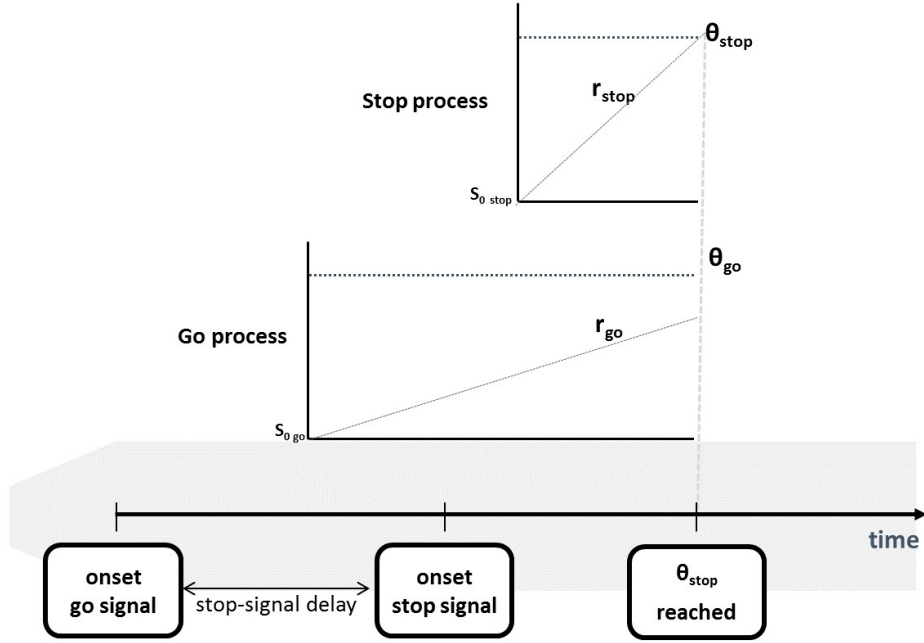 θstop
rstop
Stop process
S0 stop
θgo
Go process
rgo
S0 go
time
onset
go signal
stop-signal delay
onset
stop signal
θstop
reached